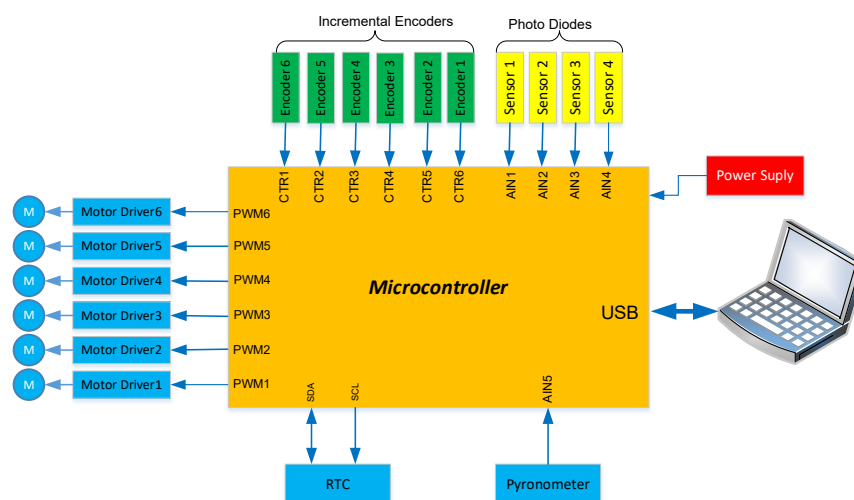 Incremental Encoders
Photo Diodes
Encoder 6
Encoder 5
Encoder 4
Encoder 3
Encoder 2
Encoder 1
Sensor 1
Sensor 2
Sensor 3
Sensor 4
CTR1
CTR2
CTR3
CTR4
CTR5
CTR6
AIN1
AIN2
AIN3
AIN4
Power Suply
M
Motor Driver6
PWM6
M
Motor Driver5
PWM5
M
Motor Driver4
PWM4
Microcontroller
M
Motor Driver3
PWM3
USB
M
Motor Driver2
PWM2
M
Motor Driver1
PWM1
SDA
SCL
AIN5
RTC
Pyronometer